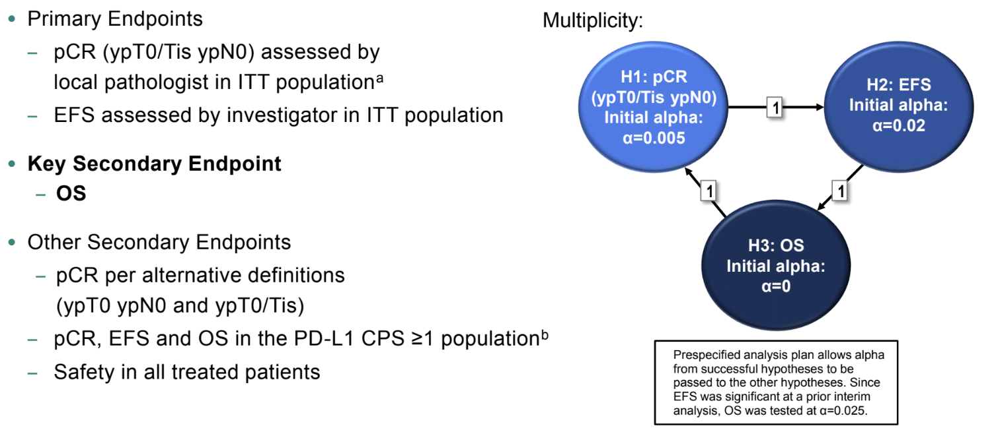 • Primary Endpoints
– pCR (ypT0/Tis ypN0) assessed by
local pathologist in ITT populationᵃ
– EFS assessed by investigator in ITT population
• Key Secondary Endpoint
– OS
• Other Secondary Endpoints
– pCR per alternative definitions
(ypT0 ypN0 and ypT0/Tis)
– pCR, EFS and OS in the PD-L1 CPS ≥1 populationᵇ
– Safety in all treated patients
Multiplicity:
H1: pCR
(ypT0/Tis ypN0)
Initial alpha:
α=0.005
1
H2: EFS
Initial alpha:
α=0.02
1
1
H3: OS
Initial alpha:
α=0
Prespecified analysis plan allows alpha
from successful hypotheses to be
passed to the other hypotheses. Since
EFS was significant at a prior interim
analysis, OS was tested at α=0.025.